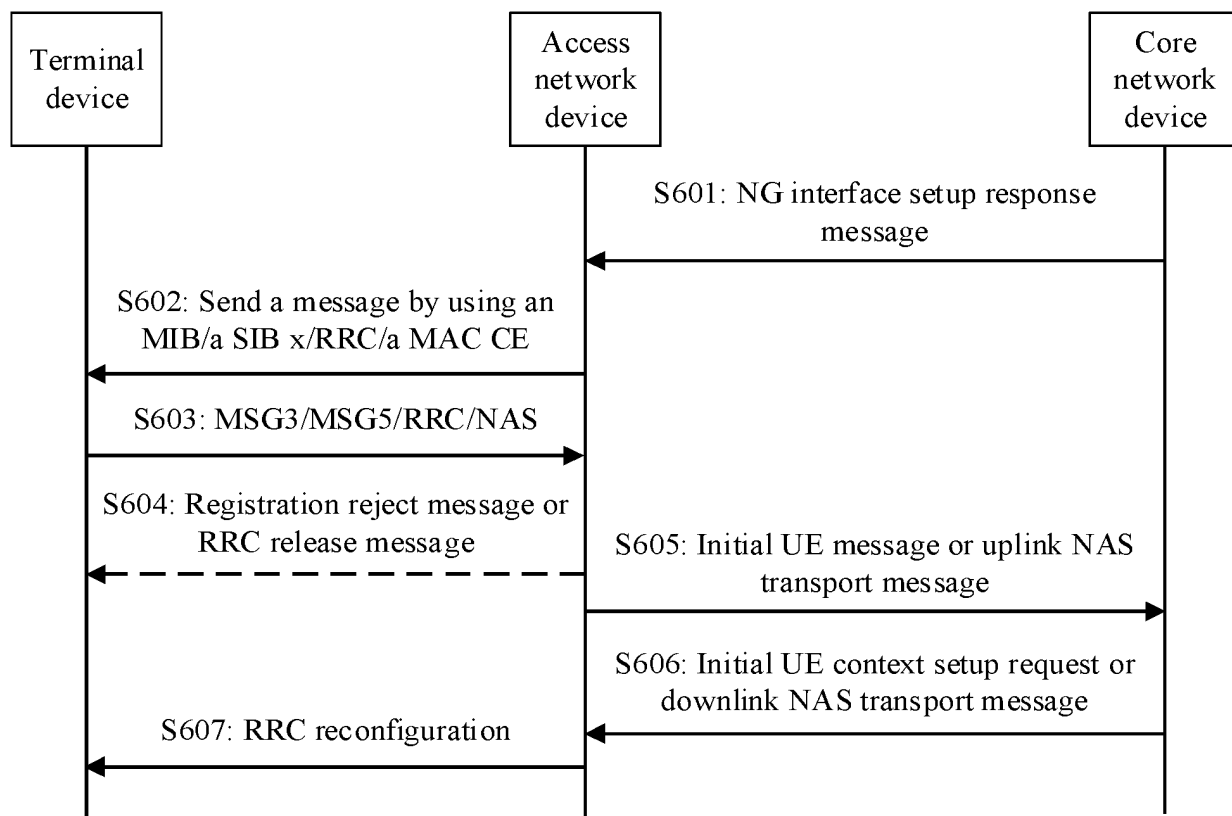 Terminal
device
Access
network
device
Core
network
device
S601: NG interface setup response
message
S602: Send a message by using an
MIB/a SIB x/RRC/a MAC CE
S603: MSG3/MSG5/RRC/NAS
S604: Registration reject message or
RRC release message
S605: Initial UE message or uplink NAS
transport message
S606: Initial UE context setup request or
downlink NAS transport message
S607: RRC reconfiguration